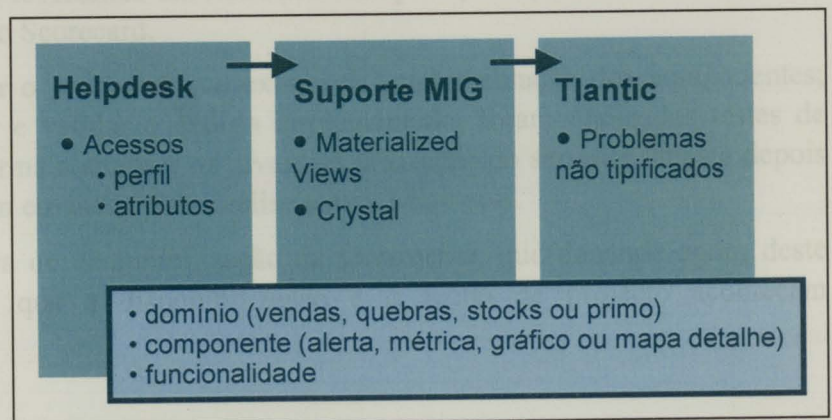 Scorecard.
Helpdesk
• Acessos
• perfil
• atributos
Suporte MIG
• Materialized
Views
• Crystal
Tlantic
• Problemas
não tipificados
• domínio (vendas, quebras, stocks ou primo)
• componente (alerta, métrica, gráfico ou mapa detalhe)
• funcionalidade